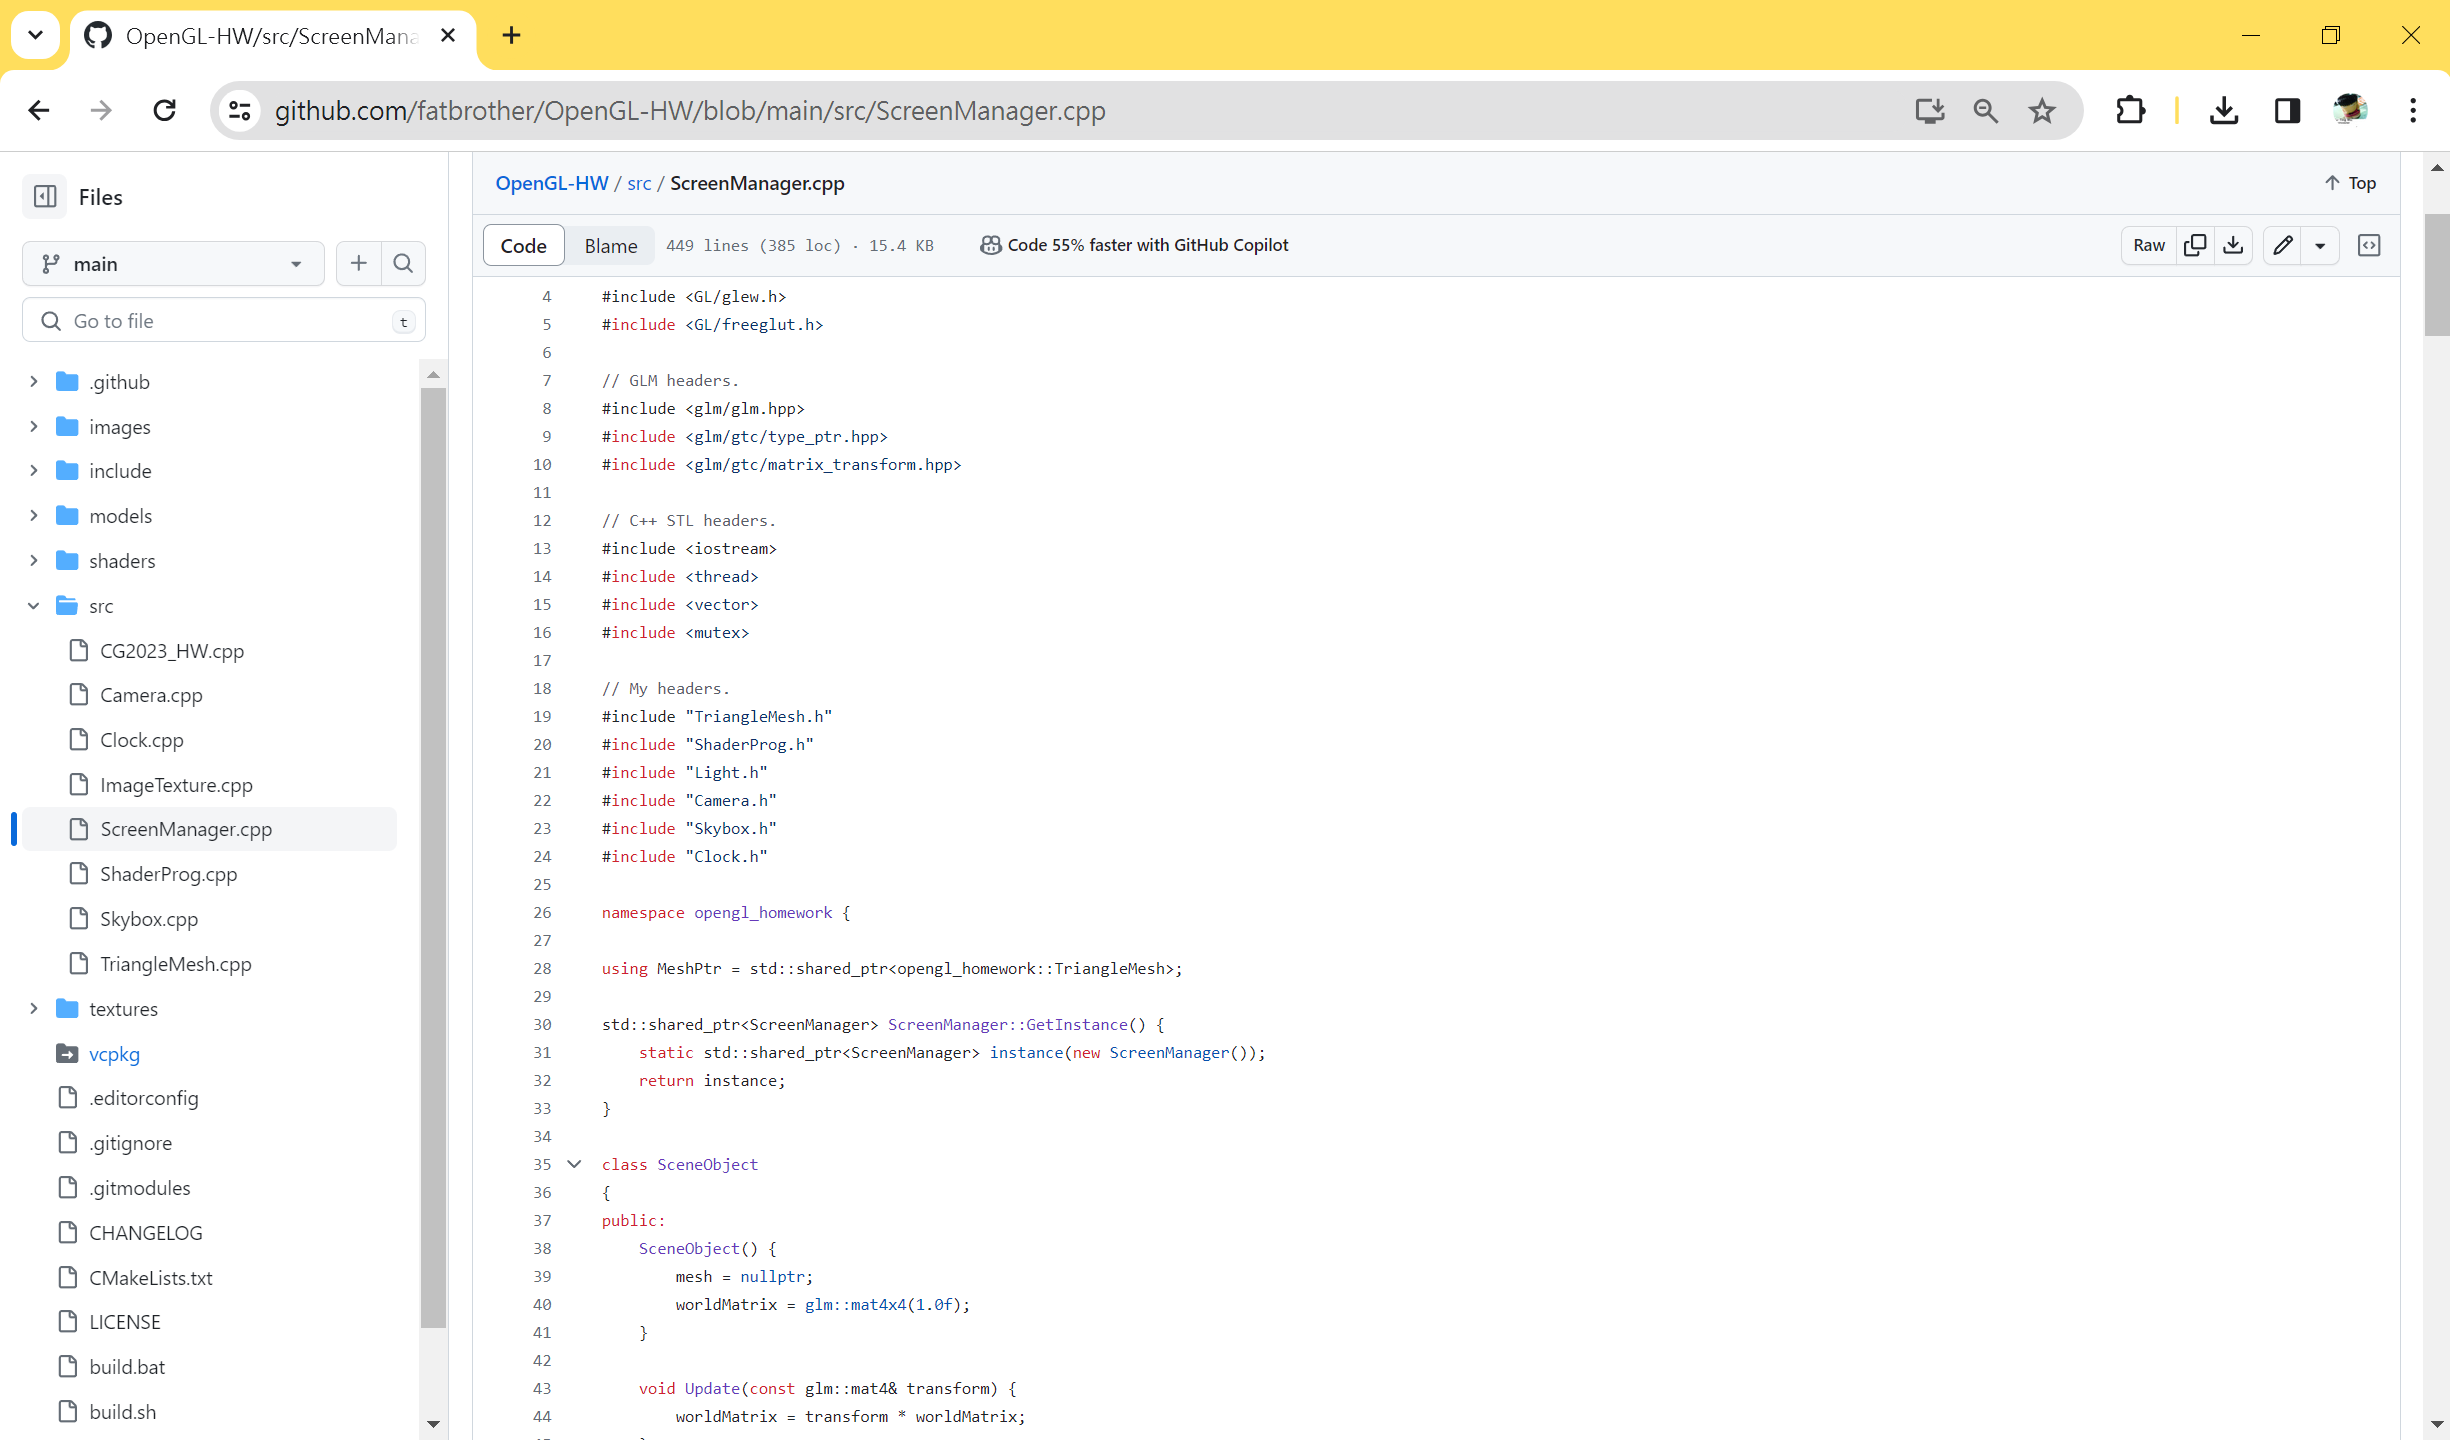 OpenGL-HW/src/ScreenMana
github.com/fatbrother/OpenGL-HW/blob/main/src/ScreenManager.cpp
Files
main
Go to file
t
.github
images
include
models
shaders
src
CG2023_HW.cpp
Camera.cpp
Clock.cpp
ImageTexture.cpp
ScreenManager.cpp
ShaderProg.cpp
Skybox.cpp
TriangleMesh.cpp
textures
vcpkg
.editorconfig
.gitignore
.gitmodules
CHANGELOG
CMakeLists.txt
LICENSE
build.bat
build.sh
OpenGL-HW / src / ScreenManager.cpp
Top
Code Blame 449 lines (385 loc) · 15.4 KB Code 55% faster with GitHub Copilot
Raw
4 #include <GL/glew.h>
5 #include <GL/freeglut.h>
6
7 // GLM headers.
8 #include <glm/glm.hpp>
9 #include <glm/gtc/type_ptr.hpp>
10 #include <glm/gtc/matrix_transform.hpp>
11
12 // C++ STL headers.
13 #include <iostream>
14 #include <thread>
15 #include <vector>
16 #include <mutex>
17
18 // My headers.
19 #include "TriangleMesh.h"
20 #include "ShaderProg.h"
21 #include "Light.h"
22 #include "Camera.h"
23 #include "Skybox.h"
24 #include "Clock.h"
25
26 namespace opengl_homework {
27
28 using MeshPtr = std::shared_ptr<opengl_homework::TriangleMesh>;
29
30 std::shared_ptr<ScreenManager> ScreenManager::GetInstance() {
31 static std::shared_ptr<ScreenManager> instance(new ScreenManager());
32 return instance;
33 }
34
35 class SceneObject
36 {
37 public:
38 SceneObject() {
39 mesh = nullptr;
40 worldMatrix = glm::mat4x4(1.0f);
41 }
42
43 void Update(const glm::mat4& transform) {
44 worldMatrix = transform * worldMatrix;